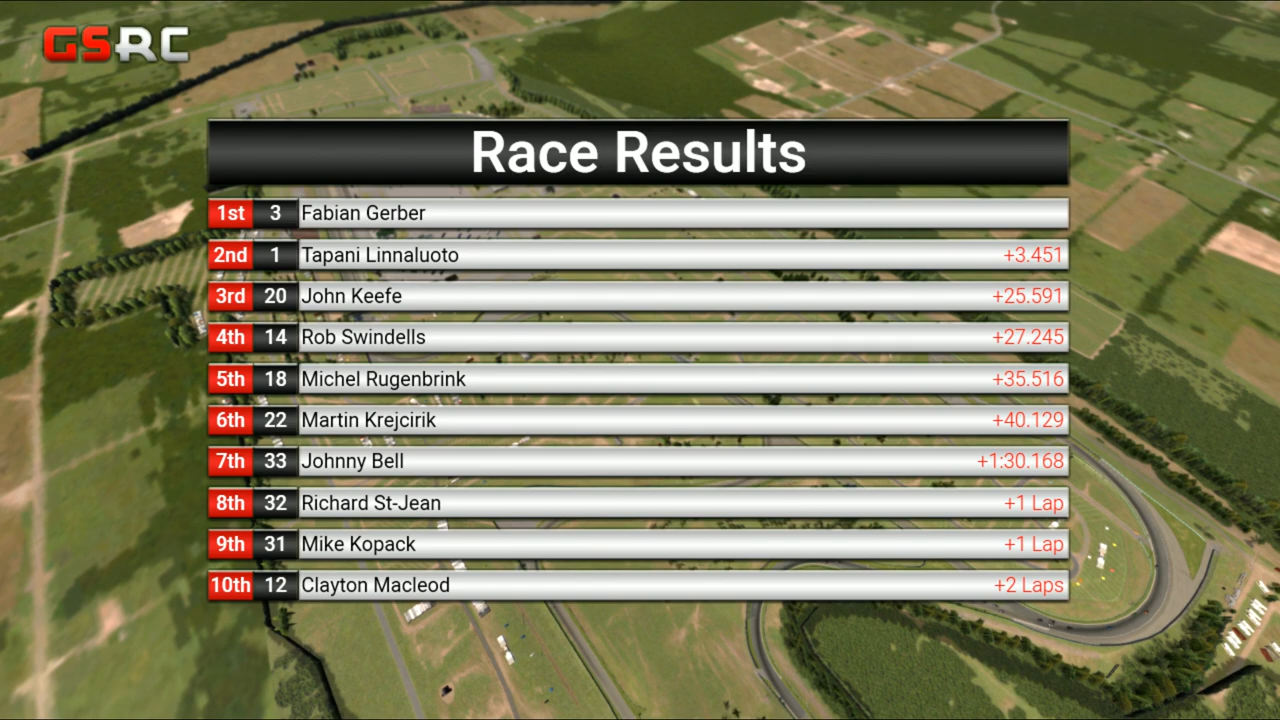 GSRC
Race Results
1st 3 Fabian Gerber
2nd 1 Tapani Linnaluoto +3.451
3rd 20 John Keefe +25.591
4th 14 Rob Swindells +27.245
5th 18 Michel Rugenbrink +35.516
6th 22 Martin Krejcirik +40.129
7th 33 Johnny Bell +1:30.168
8th 32 Richard St-Jean +1 Lap
9th 31 Mike Kopack +1 Lap
10th 12 Clayton Macleod +2 Laps